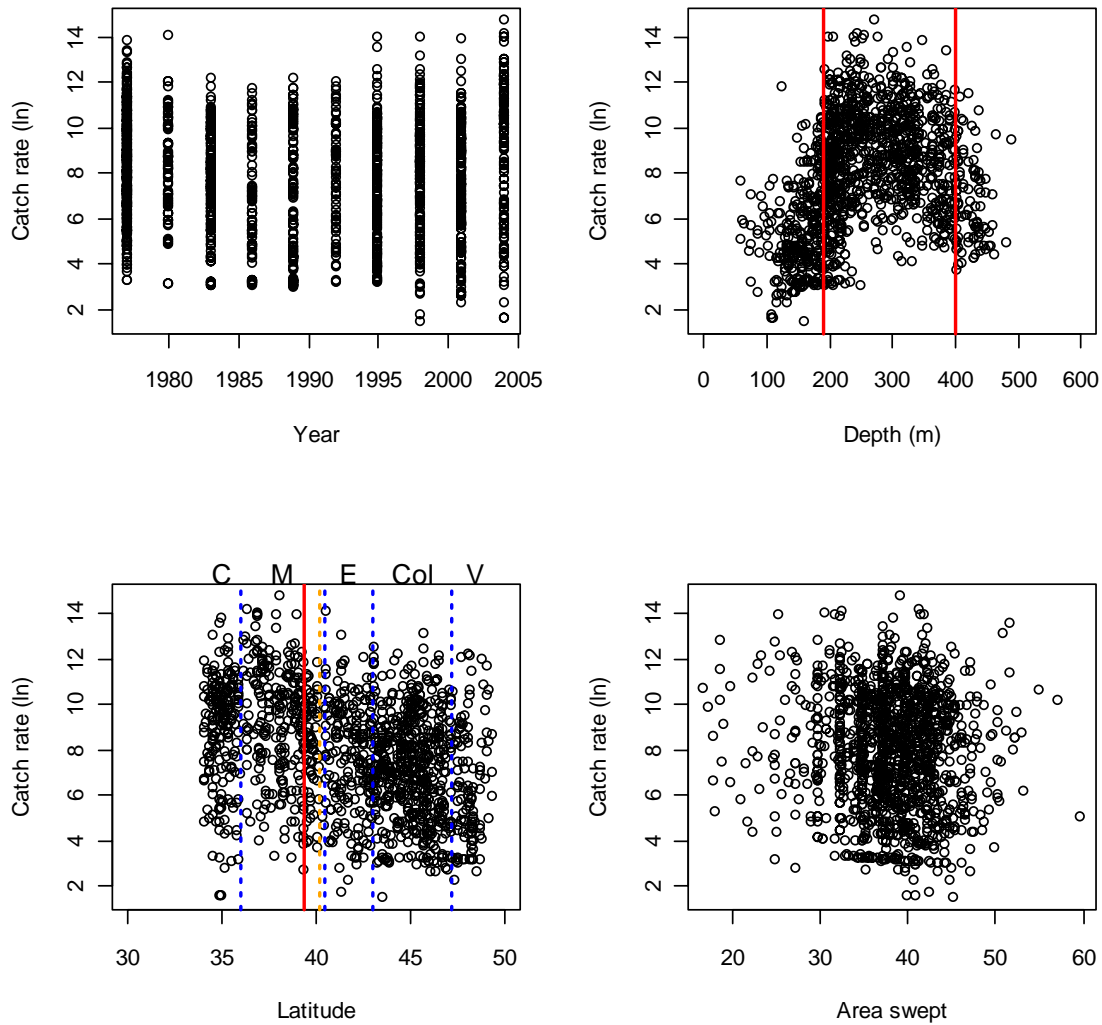 Catch rate (ln)
14
12
10
8
6
4
2
1980 1985 1990 1995 2000 2005
Year
Catch rate (ln)
14
12
10
8
6
4
2
0 100 200 300 400 500 600
Depth (m)
C M E Col V
Catch rate (ln)
14
12
10
8
6
4
2
30 35 40 45 50
Latitude
Catch rate (ln)
14
12
10
8
6
4
2
20 30 40 50 60
Area swept